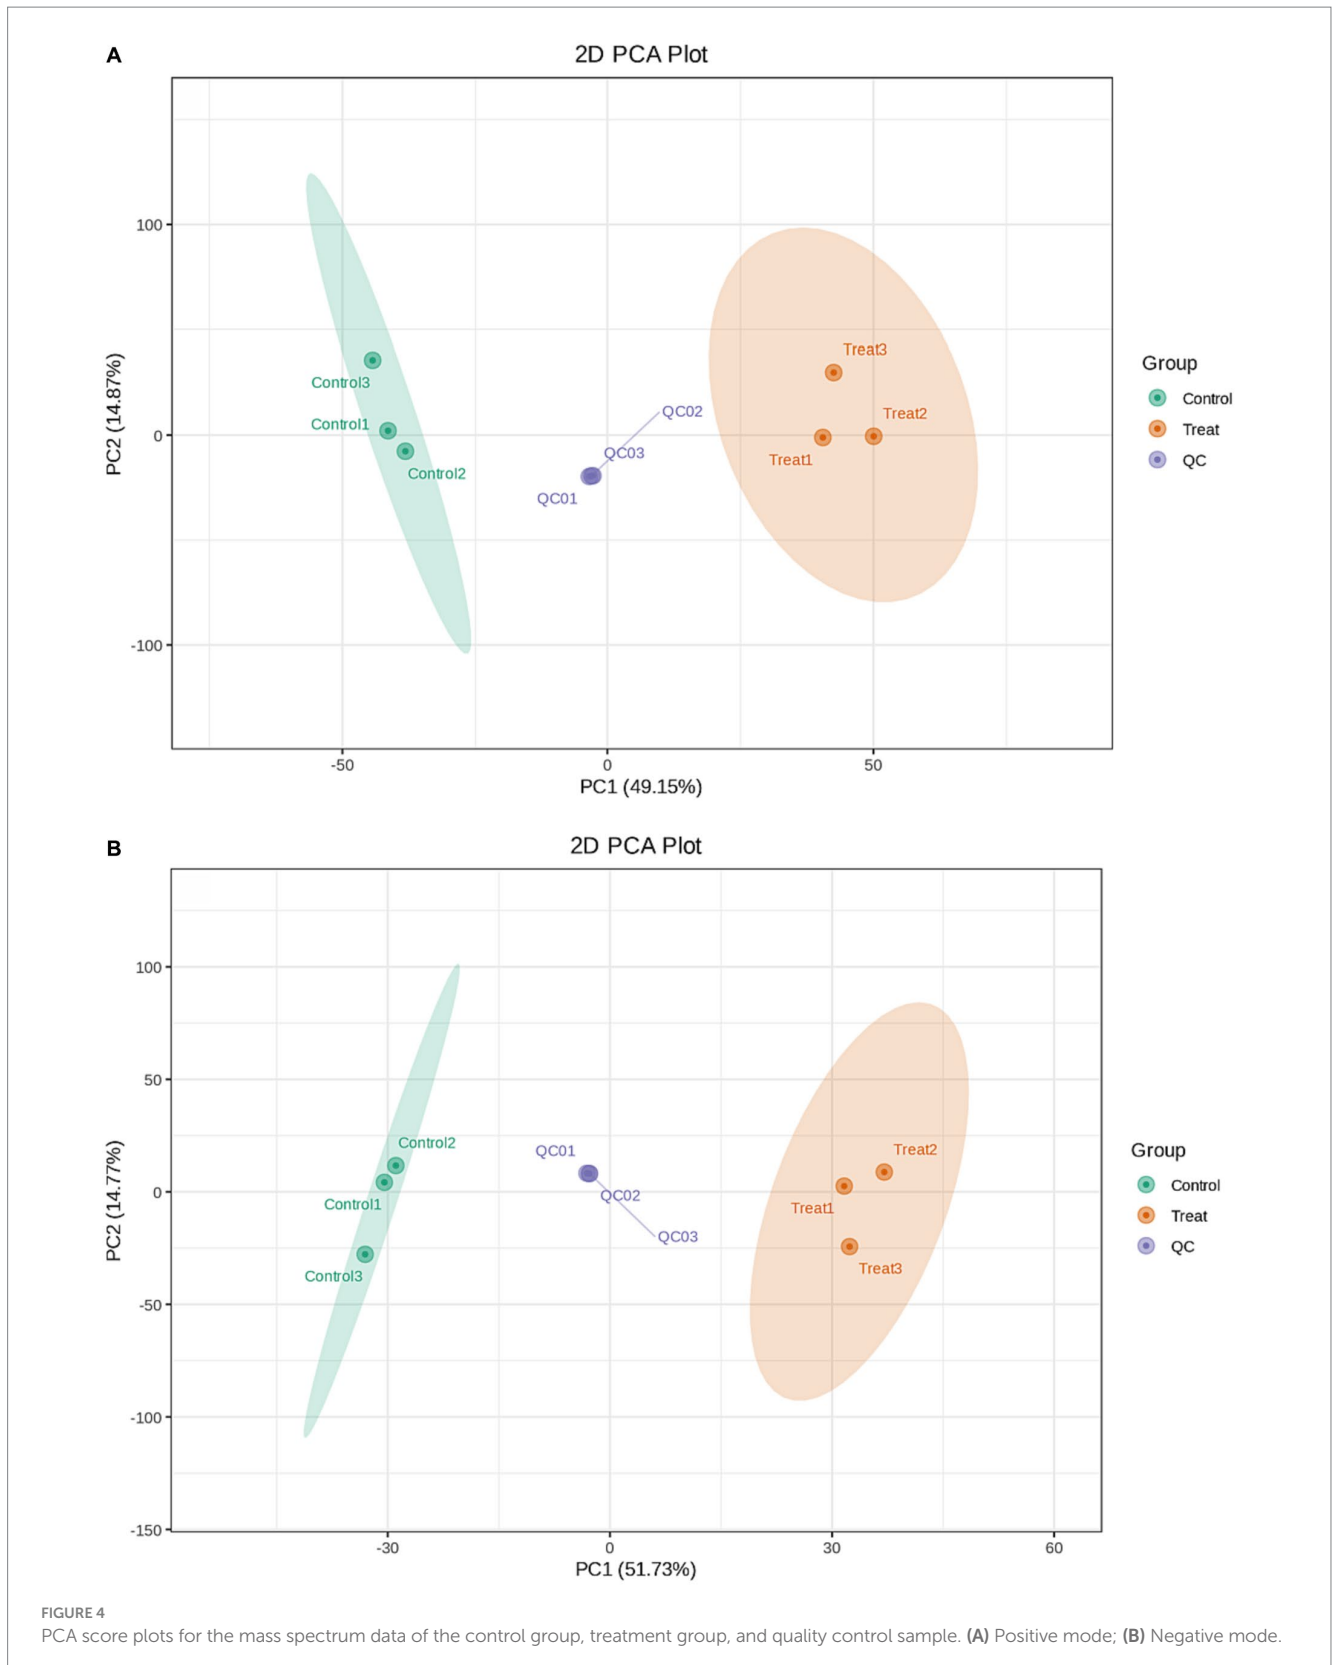 A
2D PCA Plot
PC2 (14.87%)
100
0
-100
Control3
Control1
Control2
QC02
QC03
QC01
Treat3
Treat2
Treat1
Group
Control
Treat
QC
-50
0
50
PC1 (49.15%)
B
2D PCA Plot
PC2 (14.77%)
100
50
0
-50
-100
-150
Control2
Control1
Control3
QC01
QC02
QC03
Treat2
Treat1
Treat3
Group
Control
Treat
QC
-30
0
30
60
PC1 (51.73%)
FIGURE 4
PCA score plots for the mass spectrum data of the control group, treatment group, and quality control sample. (A) Positive mode; (B) Negative mode.